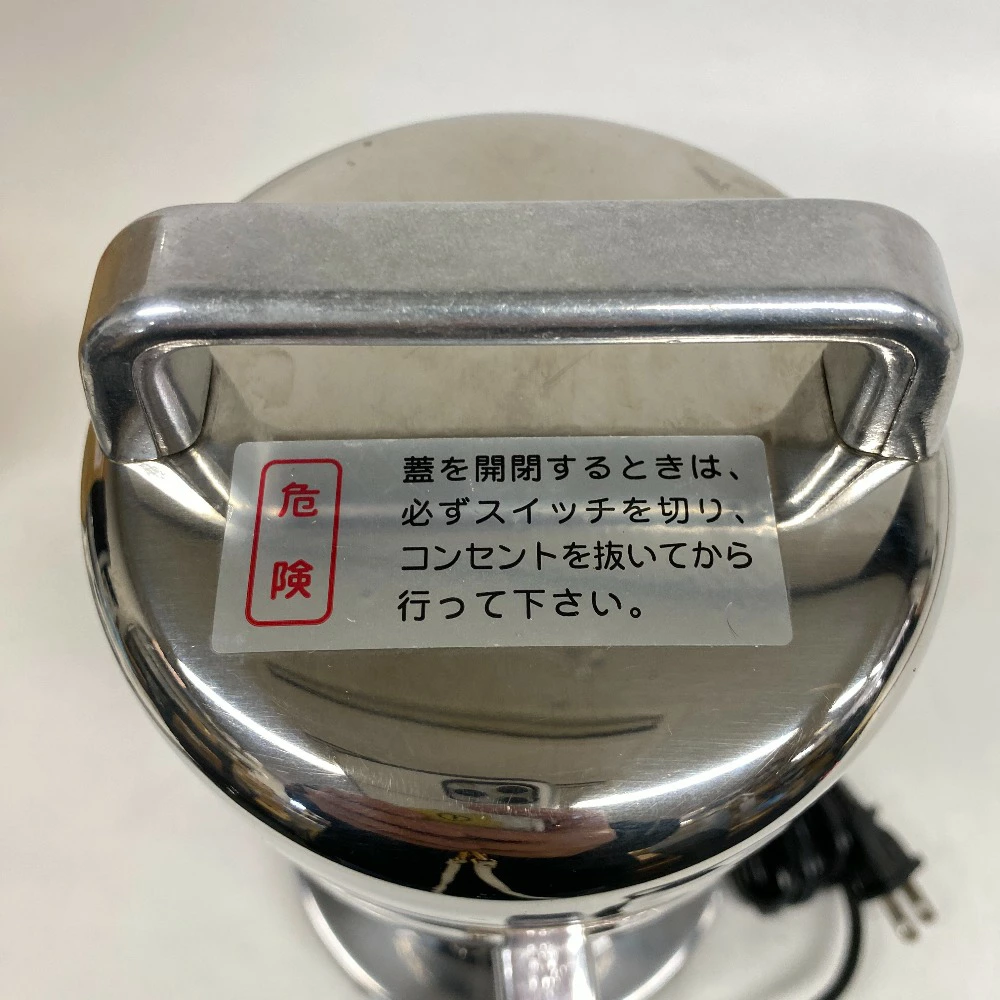 危険
蓋を開閉するときは、
必ずスイッチを切り、
コンセントを抜いてから
行って下さい。